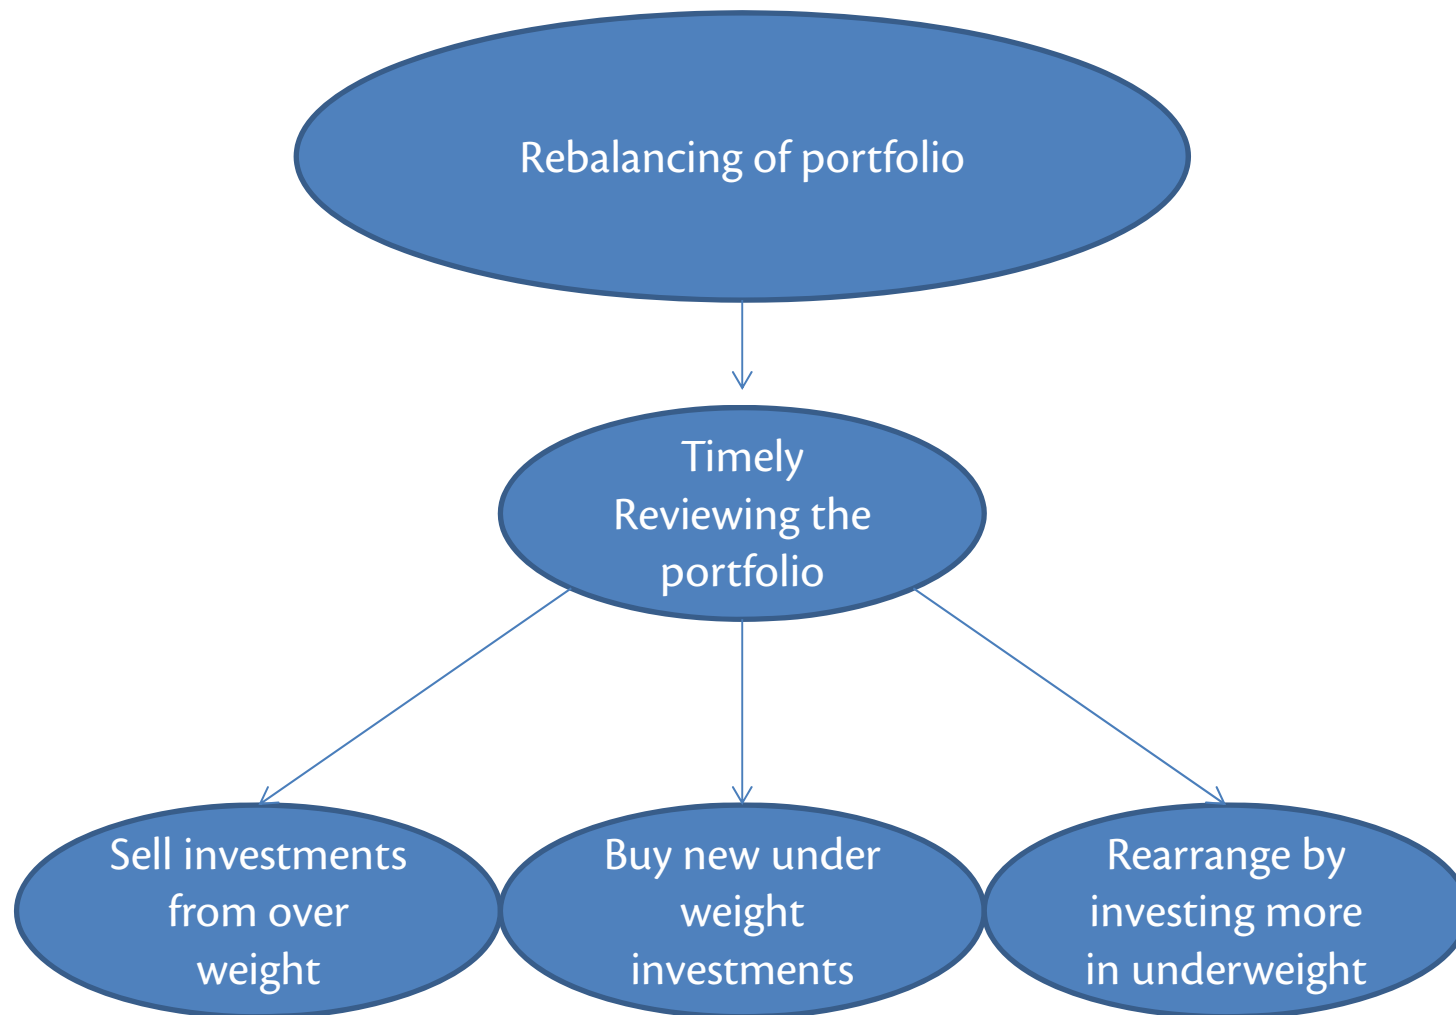 Rebalancing of portfolio
Timely
Reviewing the
portfolio
Sell investments
from over
weight
Buy new under
weight
investments
Rearrange by
investing more
in underweight